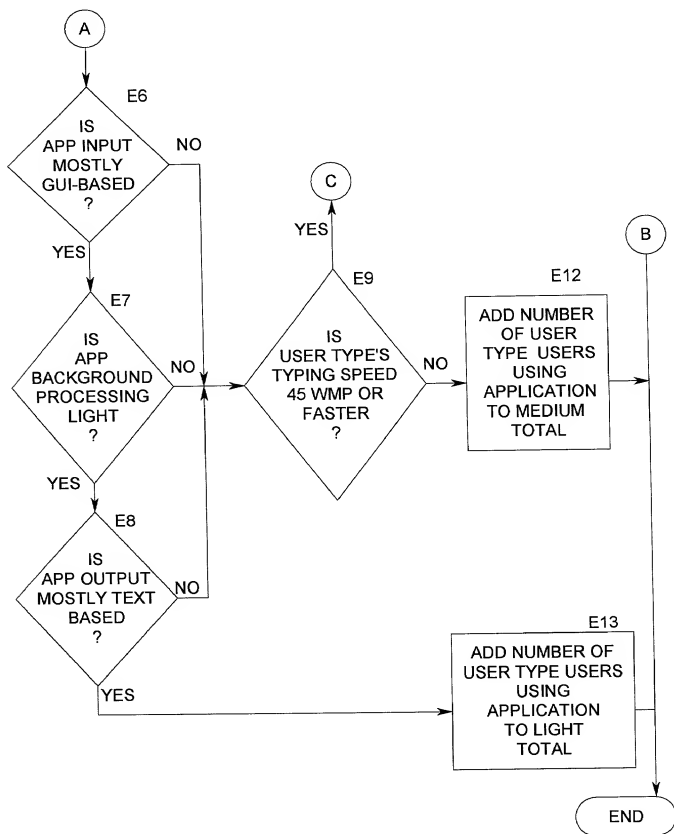 A
E6
IS
APP INPUT
MOSTLY
GUI-BASED
?
NO
YES
E7
IS
APP
BACKGROUND
PROCESSING
LIGHT
?
NO
YES
E8
IS
APP OUTPUT
MOSTLY TEXT
BASED
?
NO
YES
C
YES
E9
IS
USER TYPE'S
TYPING SPEED
45 WMP OR
FASTER
?
NO
E12
ADD NUMBER
OF USER
TYPE USERS
USING
APPLICATION
TO MEDIUM
TOTAL
B
E13
ADD NUMBER OF
USER TYPE USERS
USING
APPLICATION
TO LIGHT
TOTAL
END